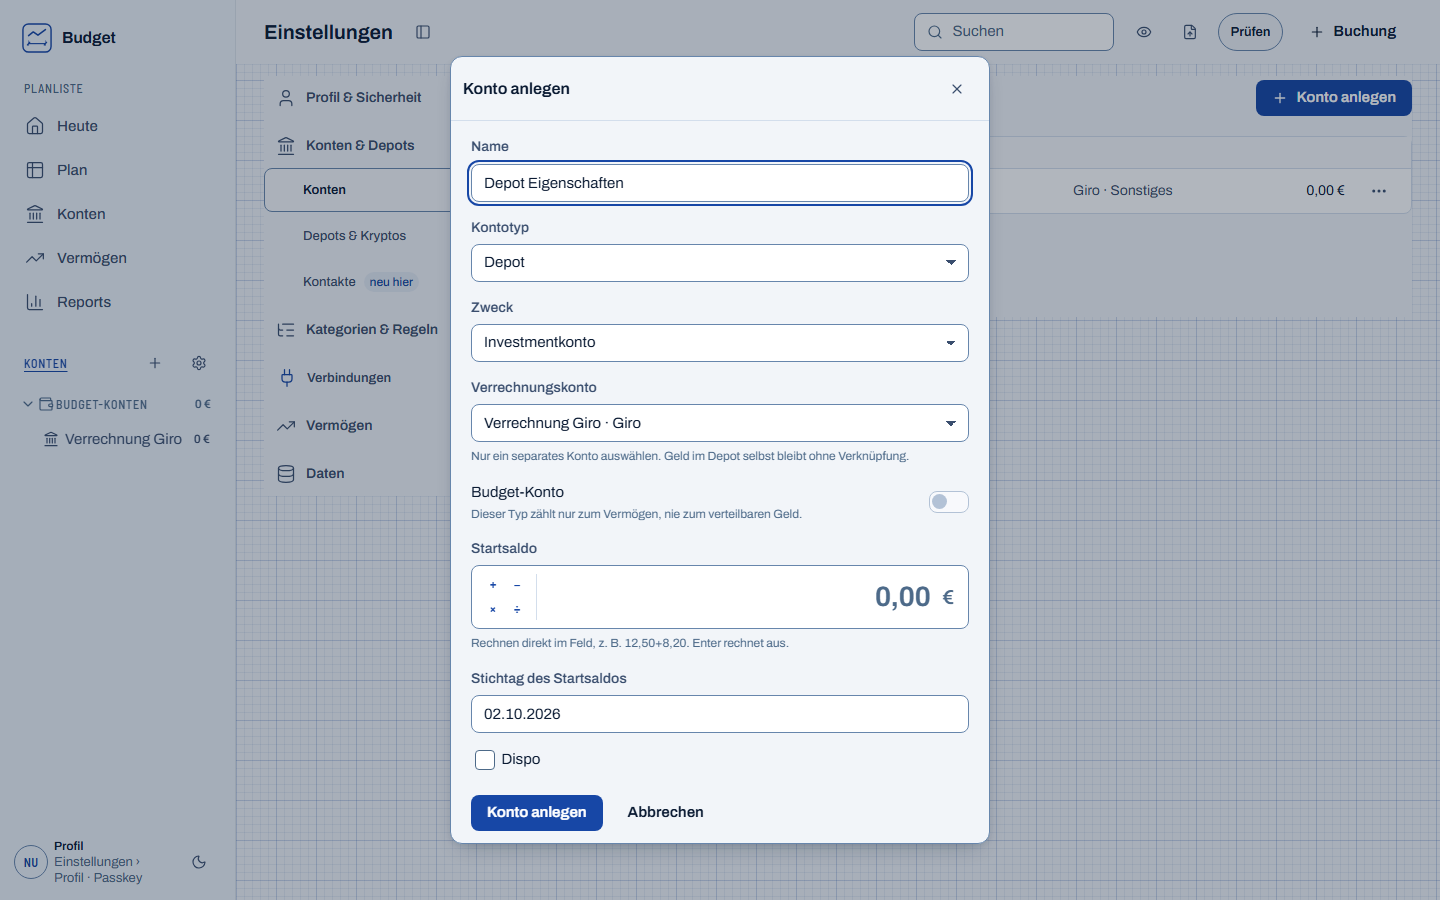 Budget
Einstellungen
Suchen
Prüfen
Buchung
PLANLISTE
Heute
Plan
Konten
Vermögen
Reports
KONTEN
BUDGET-KONTEN 0 €
Verrechnung Giro 0 €
Profil
Einstellungen ›
Profil · Passkey
NU
Profil & Sicherheit
Konten & Depots
Konten
Depots & Kryptos
Kontakte neu hier
Kategorien & Regeln
Verbindungen
Vermögen
Daten
Konto anlegen
Giro · Sonstiges 0,00 €
Konto anlegen
Name
Depot Eigenschaften
Kontotyp
Depot
Zweck
Investmentkonto
Verrechnungskonto
Verrechnung Giro · Giro
Nur ein separates Konto auswählen. Geld im Depot selbst bleibt ohne Verknüpfung.
Budget-Konto
Dieser Typ zählt nur zum Vermögen, nie zum verteilbaren Geld.
Startsaldo
+ −
× ÷
0,00 €
Rechnen direkt im Feld, z. B. 12,50+8,20. Enter rechnet aus.
Stichtag des Startsaldos
02.10.2026
Dispo
Konto anlegen Abbrechen